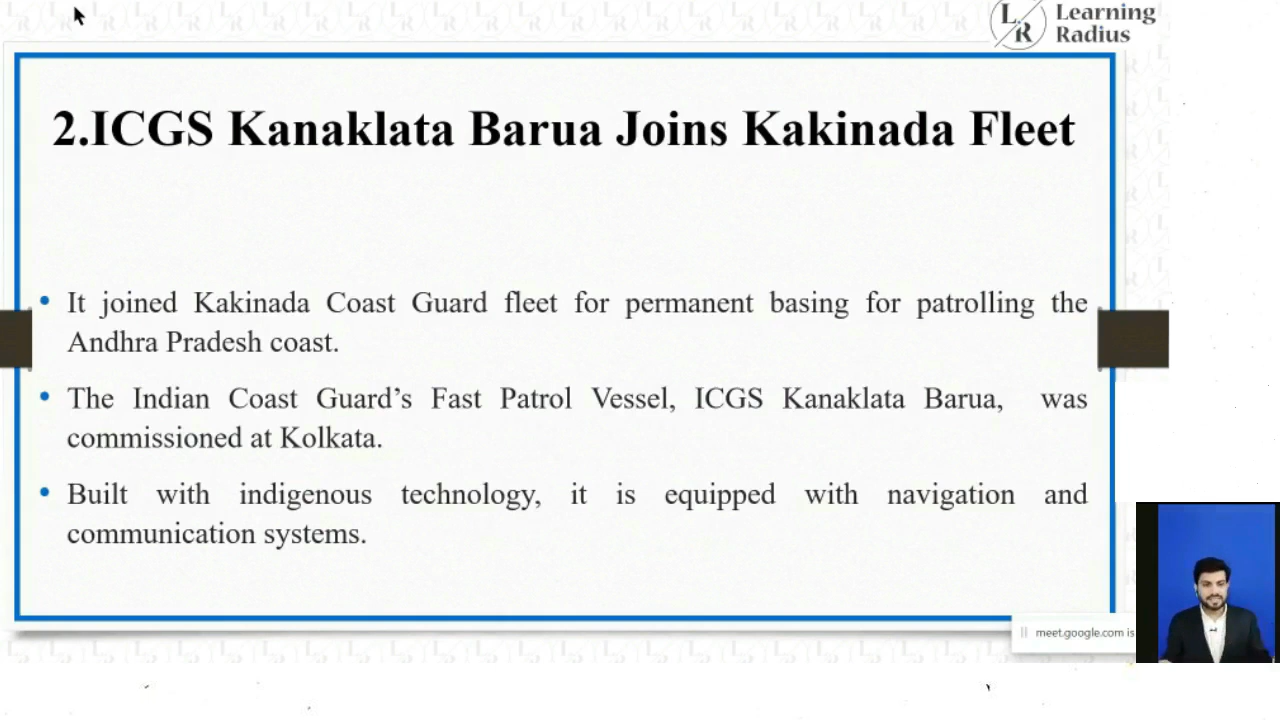 L
R
Learning
Radius
2.ICGS Kanaklata Barua Joins Kakinada Fleet
• It joined Kakinada Coast Guard fleet for permanent basing for patrolling the
Andhra Pradesh coast.
• The Indian Coast Guard’s Fast Patrol Vessel, ICGS Kanaklata Barua, was
commissioned at Kolkata.
• Built with indigenous technology, it is equipped with navigation and
communication systems.
meet.google.com is